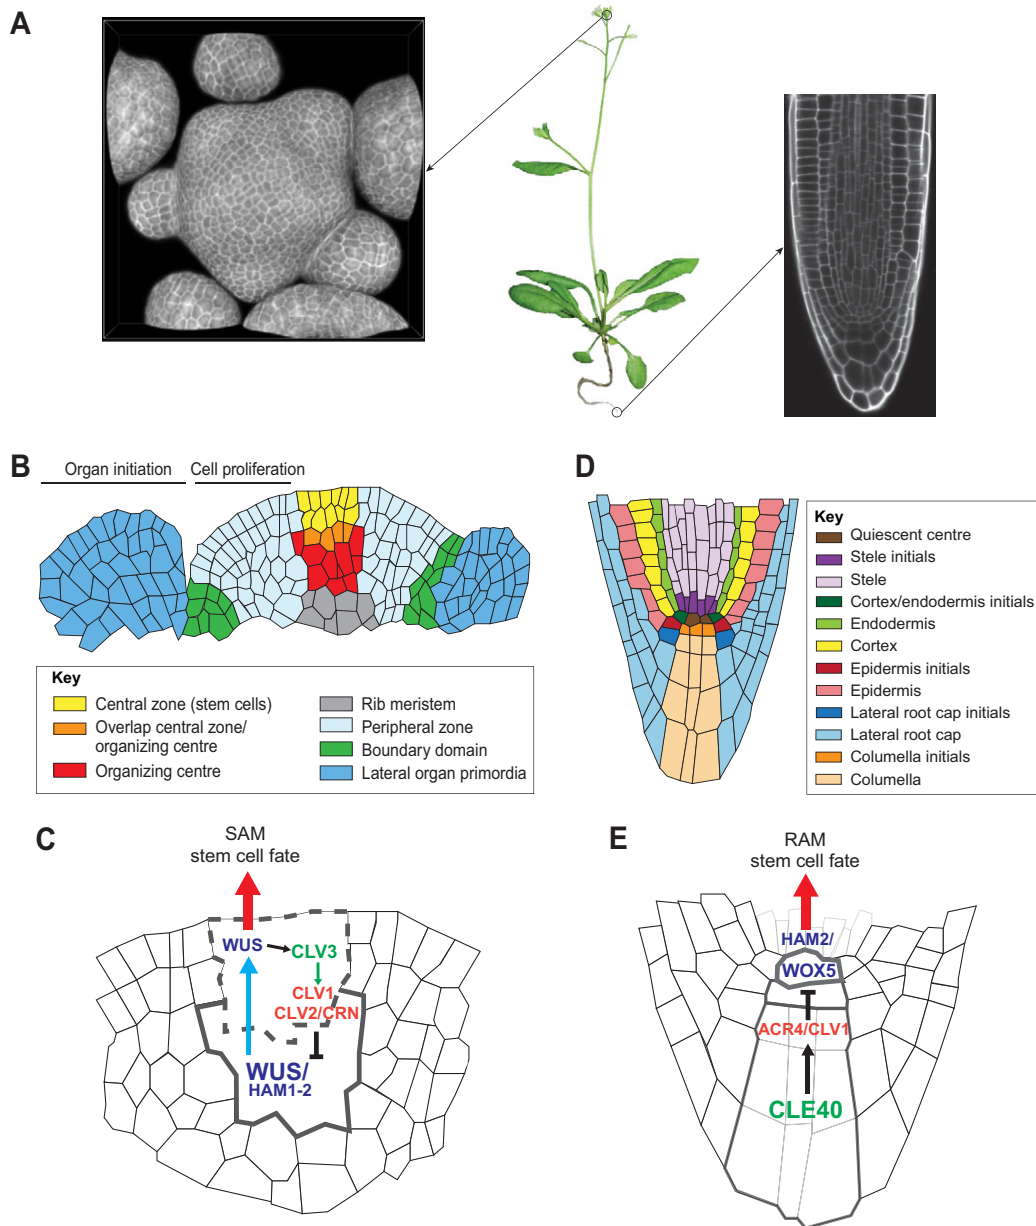 A
B
Organ initiation
Cell proliferation
Key
Central zone (stem cells)
Overlap central zone/
organizing centre
Organizing centre
Rib meristem
Peripheral zone
Boundary domain
Lateral organ primordia
D
Key
Quiescent centre
Stele initials
Stele
Cortex/endodermis initials
Endodermis
Cortex
Epidermis initials
Epidermis
Lateral root cap initials
Lateral root cap
Columella initials
Columella
C
SAM
stem cell fate
WUS
CLV3
CLV1
CLV2/CRN
WUS/
HAM1-2
E
RAM
stem cell fate
HAM2/
WOX5
ACR4/CLV1
CLE40